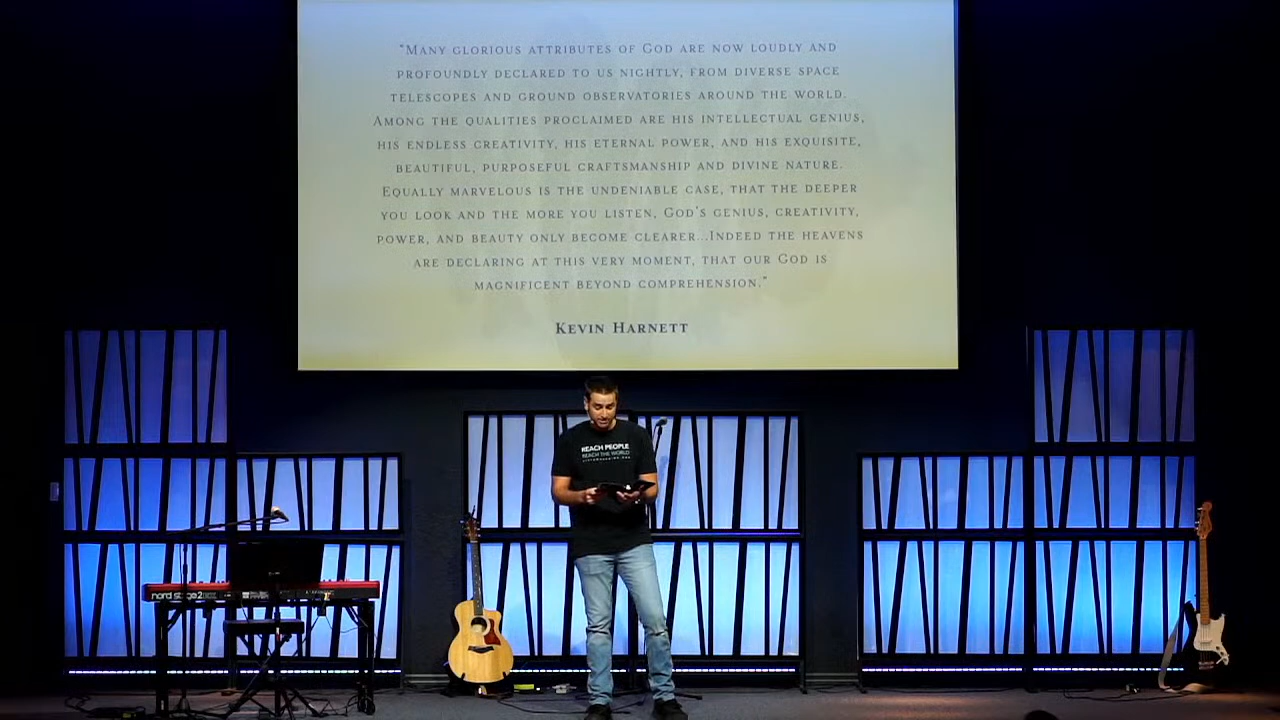 "Many glorious attributes of God are now loudly and
profoundly declared to us nightly, from diverse space
telescopes and ground observatories around the world.
Among the qualities proclaimed are his intellectual genius,
his endless creativity, his eternal power, and his exquisite,
beautiful, purposeful craftsmanship and divine nature.
Equally marvelous is the undeniable case, that the deeper
you look and the more you listen, God's genius, creativity,
power, and beauty only become clearer...Indeed the heavens
are declaring at this very moment, that our God is
magnificent beyond comprehension."
Kevin Harnett
REACH PEOPLE
REACH THE WORLD
nord stage 2